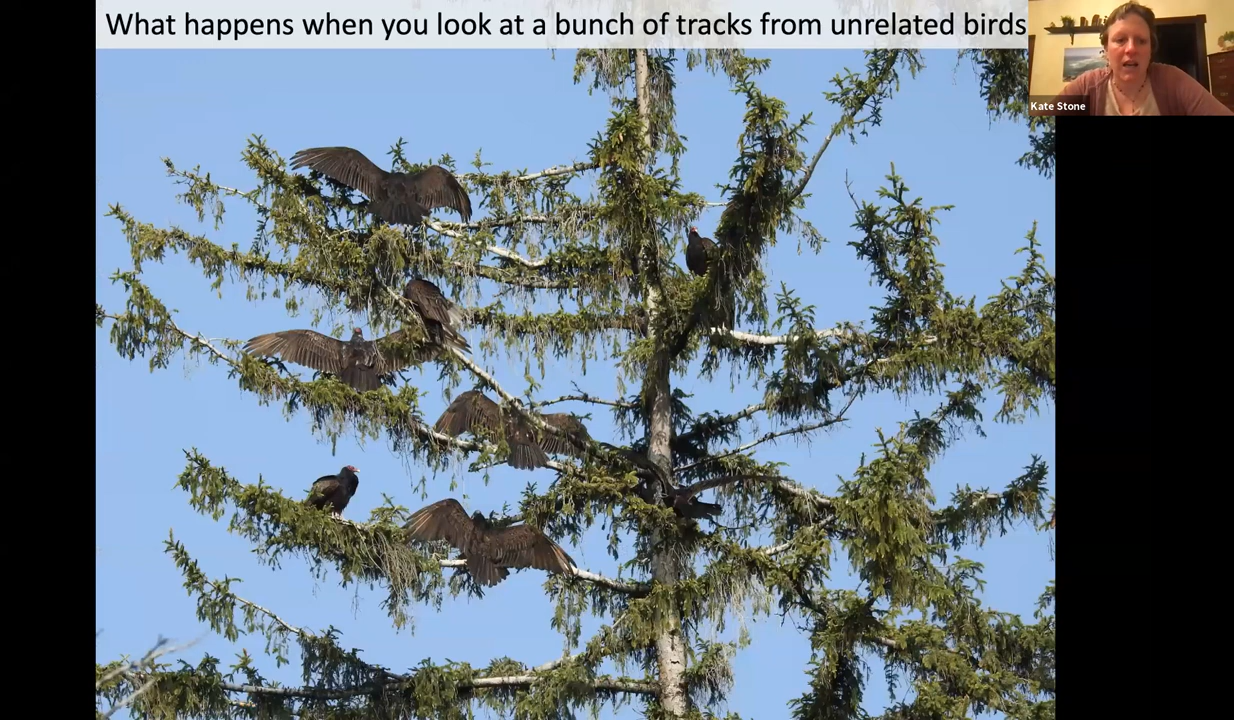 What happens when you look at a bunch of tracks from unrelated birds
Kate Stone